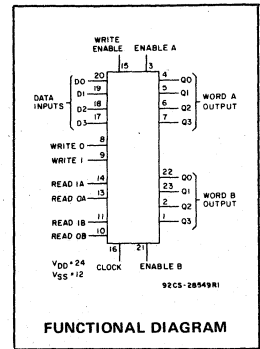 WRITE
ENABLE ENABLE A
15 3
DATA
INPUTS
D0 20
D1 19
D2 18
D3 17
WRITE 0 8
WRITE 1 9
READ 1A 14
READ 0A 13
READ 1B 11
READ 0B 10
4 Q0
5 Q1
6 Q2
7 Q3
WORD A
OUTPUT
22 Q0
23 Q1
2 Q2
1 Q3
WORD B
OUTPUT
16 21
VDD = 24
VSS = 12
CLOCK ENABLE B
92CS-28549R1
FUNCTIONAL DIAGRAM